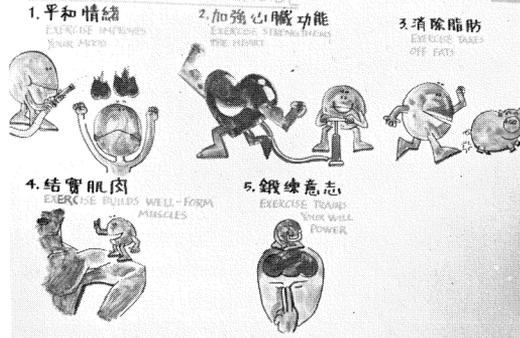 1. 平和情緒
EXERCISE IMPROVES
YOUR MOOD
2. 加強心臟功能
EXERCISE STRENGTHENS
THE HEART
3. 消除脂肪
EXERCISE TAKES
OFF FATS
4. 結實肌肉
EXERCISE BUILDS WELL-FORM
MUSCLES
5. 鍛練意志
EXERCISE TRAINS
YOUR WILL
POWER